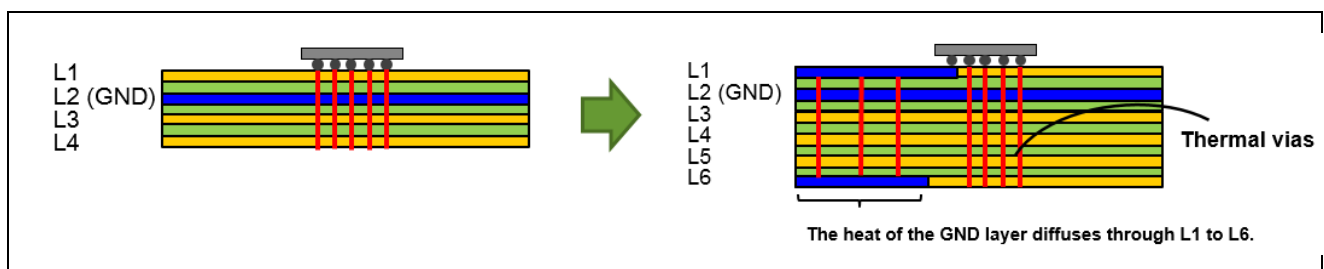 L1
L2 (GND)
L3
L4
L1
L2 (GND)
L3
L4
L5
L6
Thermal vias
The heat of the GND layer diffuses through L1 to L6.